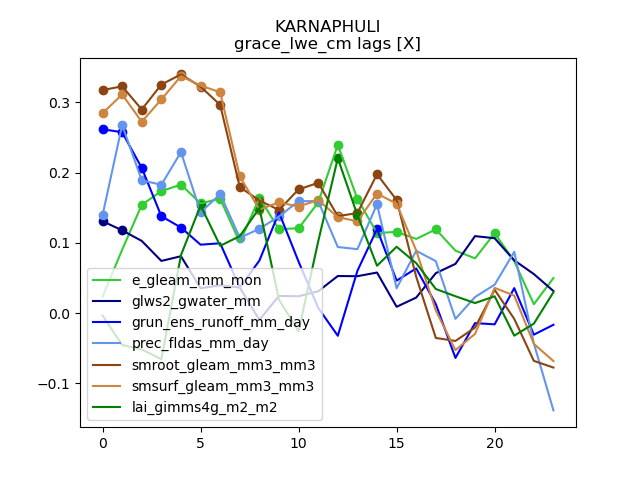 KARNAPHULI
grace_lwe_cm lags [X]
0.3
0.2
0.1
0.0
−0.1
e_gleam_mm_mon
glws2_gwater_mm
grun_ens_runoff_mm_day
prec_fldas_mm_day
smroot_gleam_mm3_mm3
smsurf_gleam_mm3_mm3
lai_gimms4g_m2_m2
0 5 10 15 20